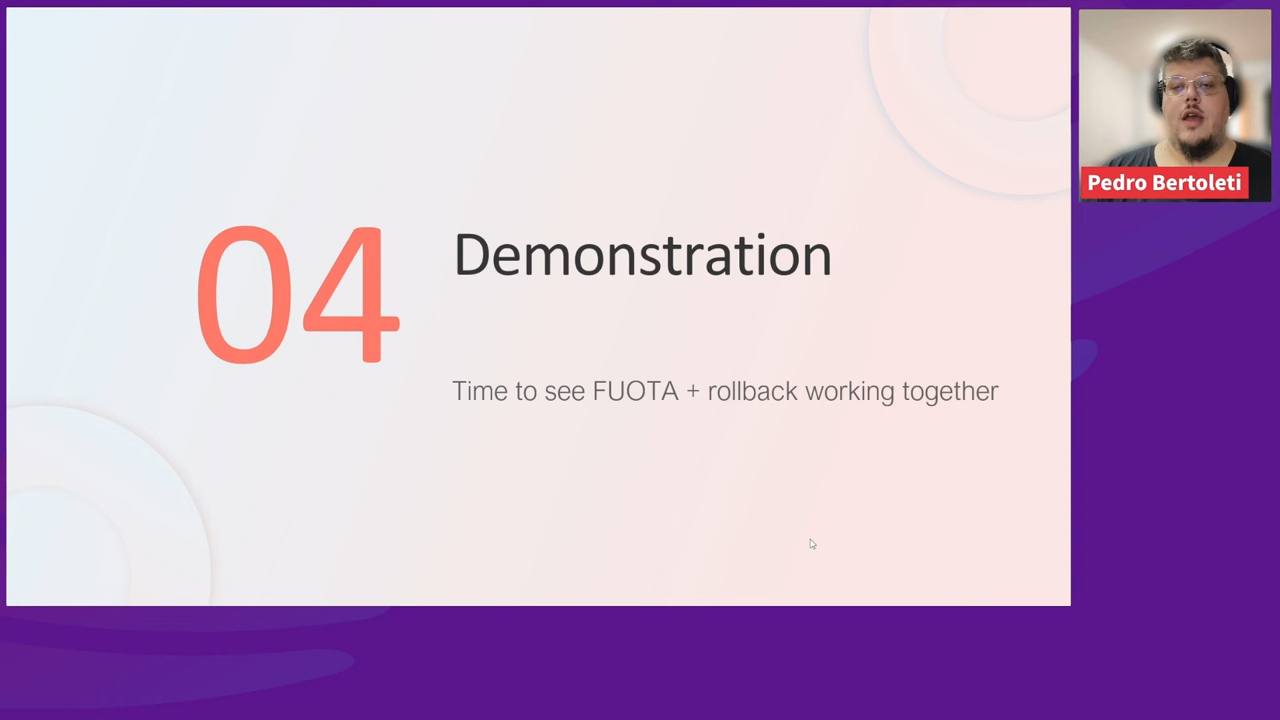 04
Demonstration
Time to see FUOTA + rollback working together
Pedro Bertoleti